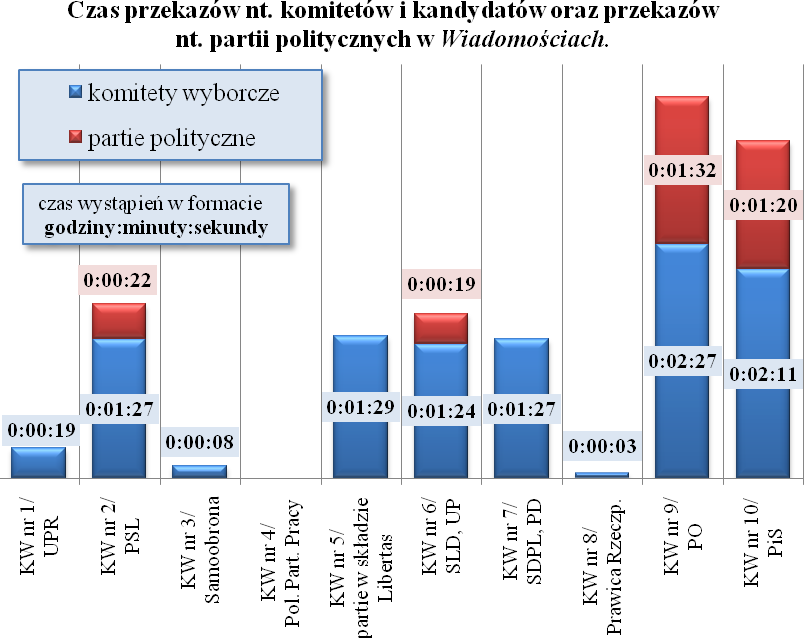 Czas przekazów nt. komitetów i kandydatów oraz przekazów
nt. partii politycznych w Wiadomościach.
komitety wyborcze
partie polityczne
czas wystąpień w formacie
godziny:minuty:sekundy
0:00:19
0:00:22
0:01:27
0:00:08
0:01:29
0:00:19
0:01:24
0:01:27
0:00:03
0:01:32
0:02:27
0:01:20
0:02:11
KW nr 1/
UPR
KW nr 2/
PSL
KW nr 3/
Samoobrona
KW nr 4/
Pol. Part. Pracy
KW nr 5/
partie w składzie
Libertas
KW nr 6/
SLD, UP
KW nr 7/
SDPL, PD
KW nr 8/
Prawica Rzeczp.
KW nr 9/
PO
KW nr 10/
PiS